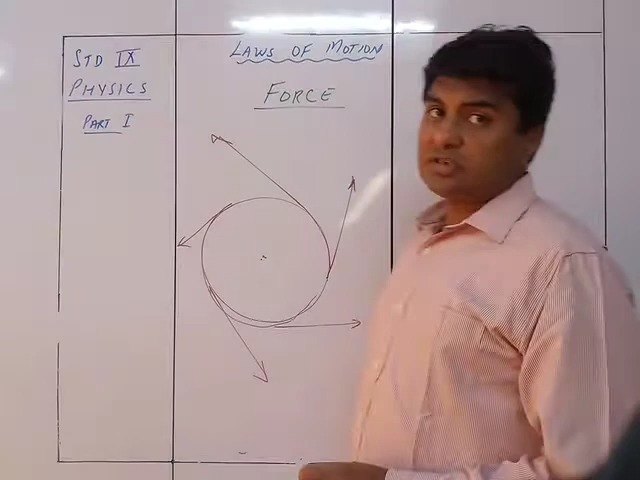 STD IX
PHYSICS
PART I
LAWS OF MOTION
FORCE